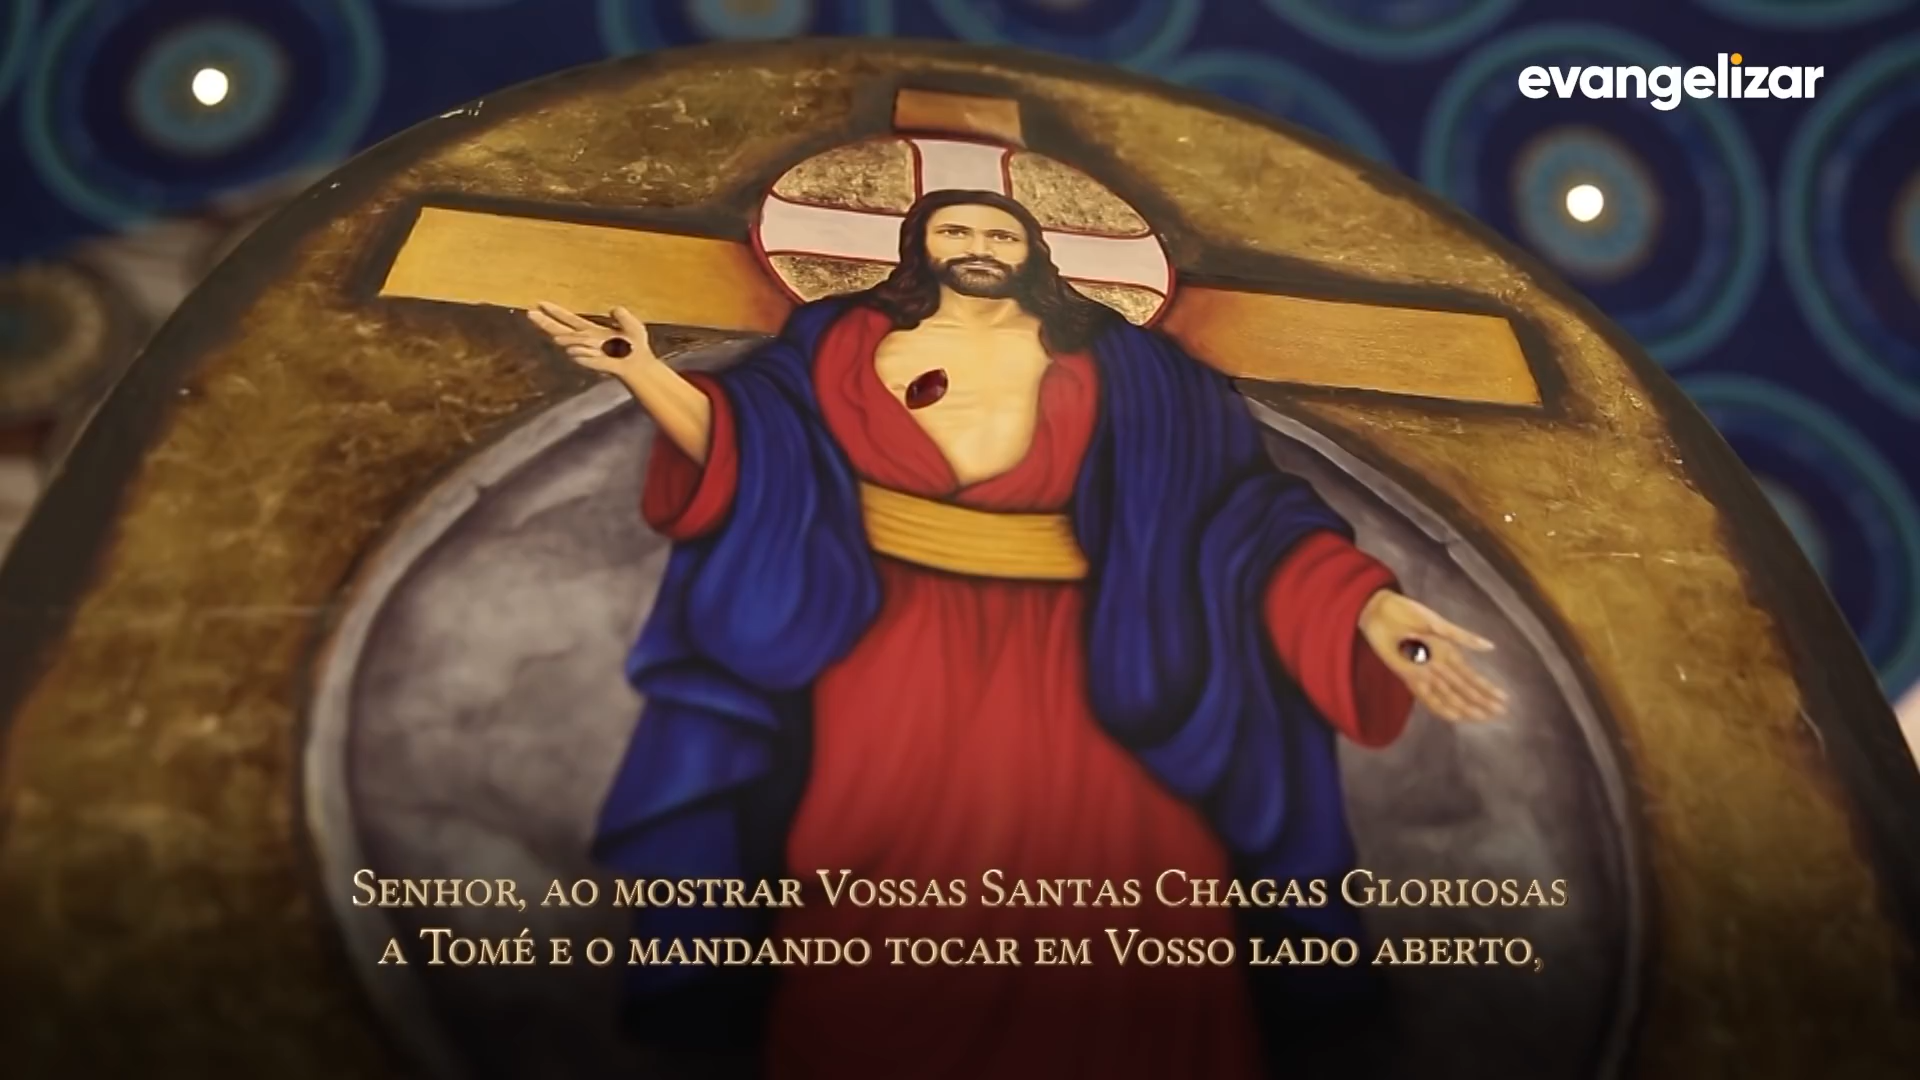 evangelizar
Senhor, ao mostrar Vossas Santas Chagas Gloriosas
a Tomé e o mandando tocar em Vosso lado aberto,